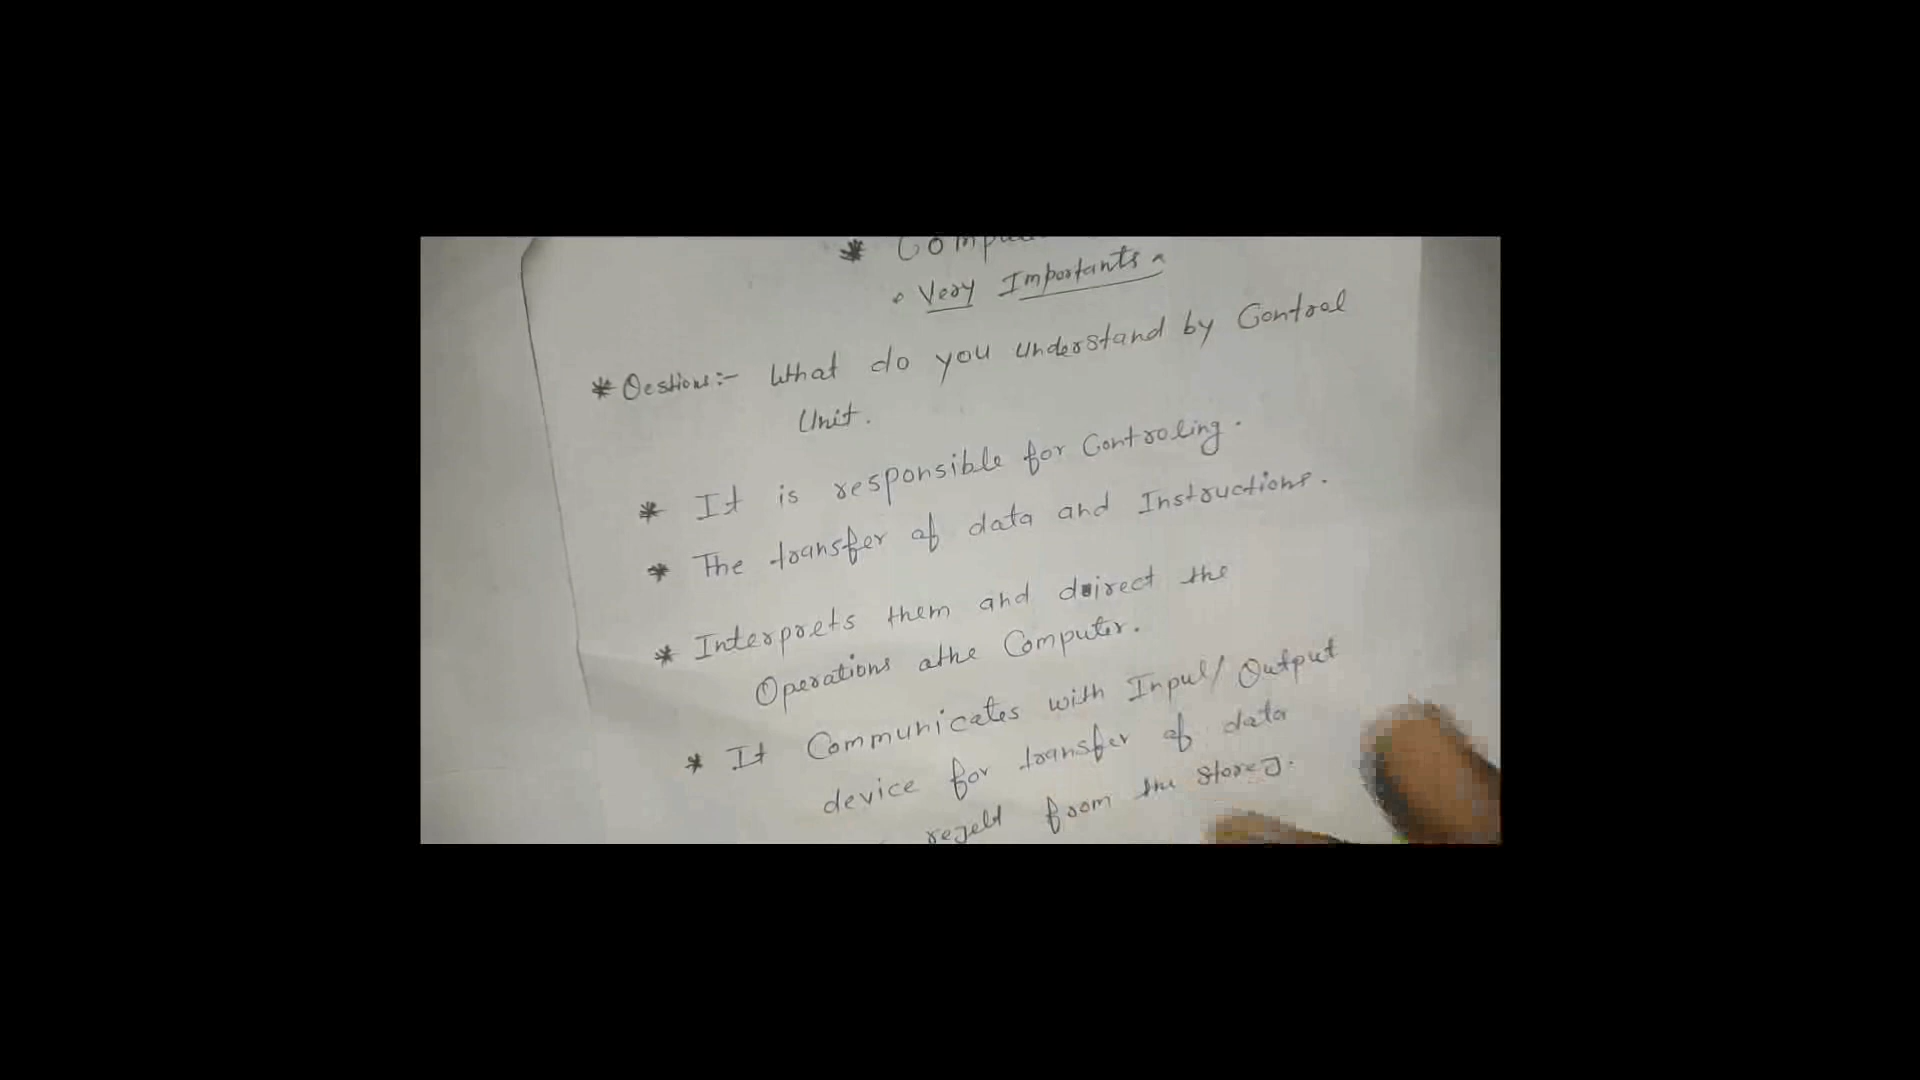 * Comput
• Very Importants
* Oestions:- What do you understand by Control
Unit.
* It is responsible for Controling.
* The transfer of data and Instructions.
* Interprets them and direct the
Operations athe Computer.
* It Communicates with Input/Output
device for transfer of data
from the